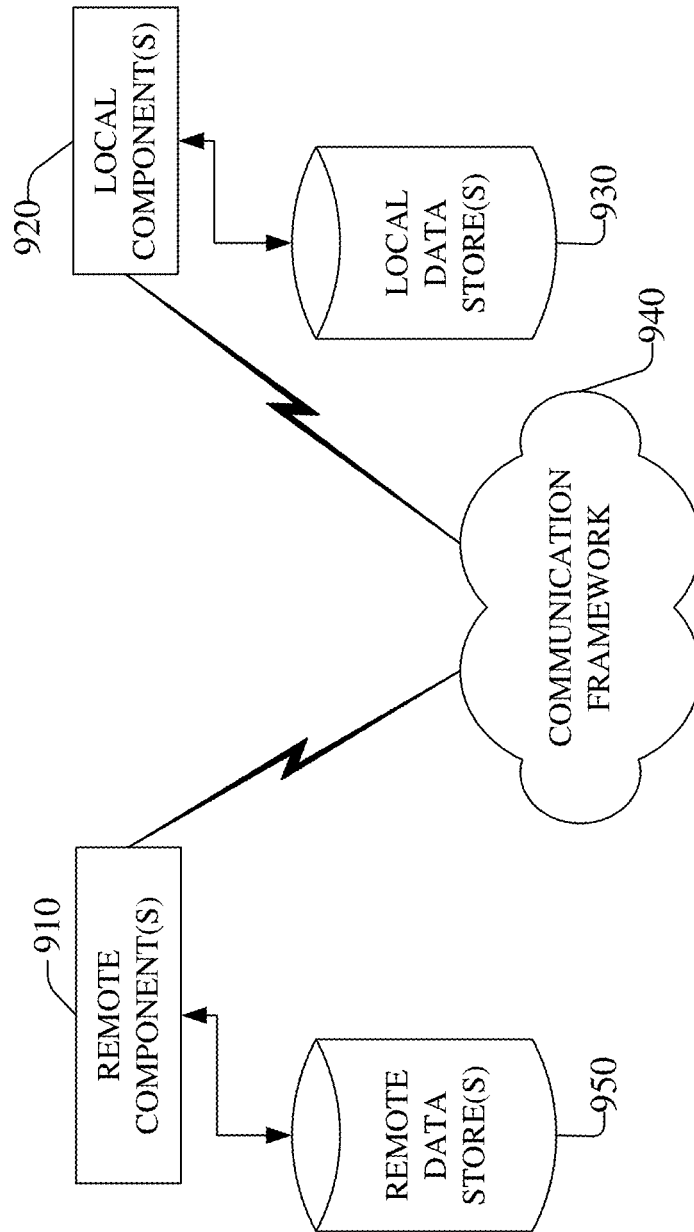 910
REMOTE
COMPONENT(S)
920
LOCAL
COMPONENT(S)
REMOTE
DATA
STORE(S)
950
LOCAL
DATA
STORE(S)
930
COMMUNICATION
FRAMEWORK
940